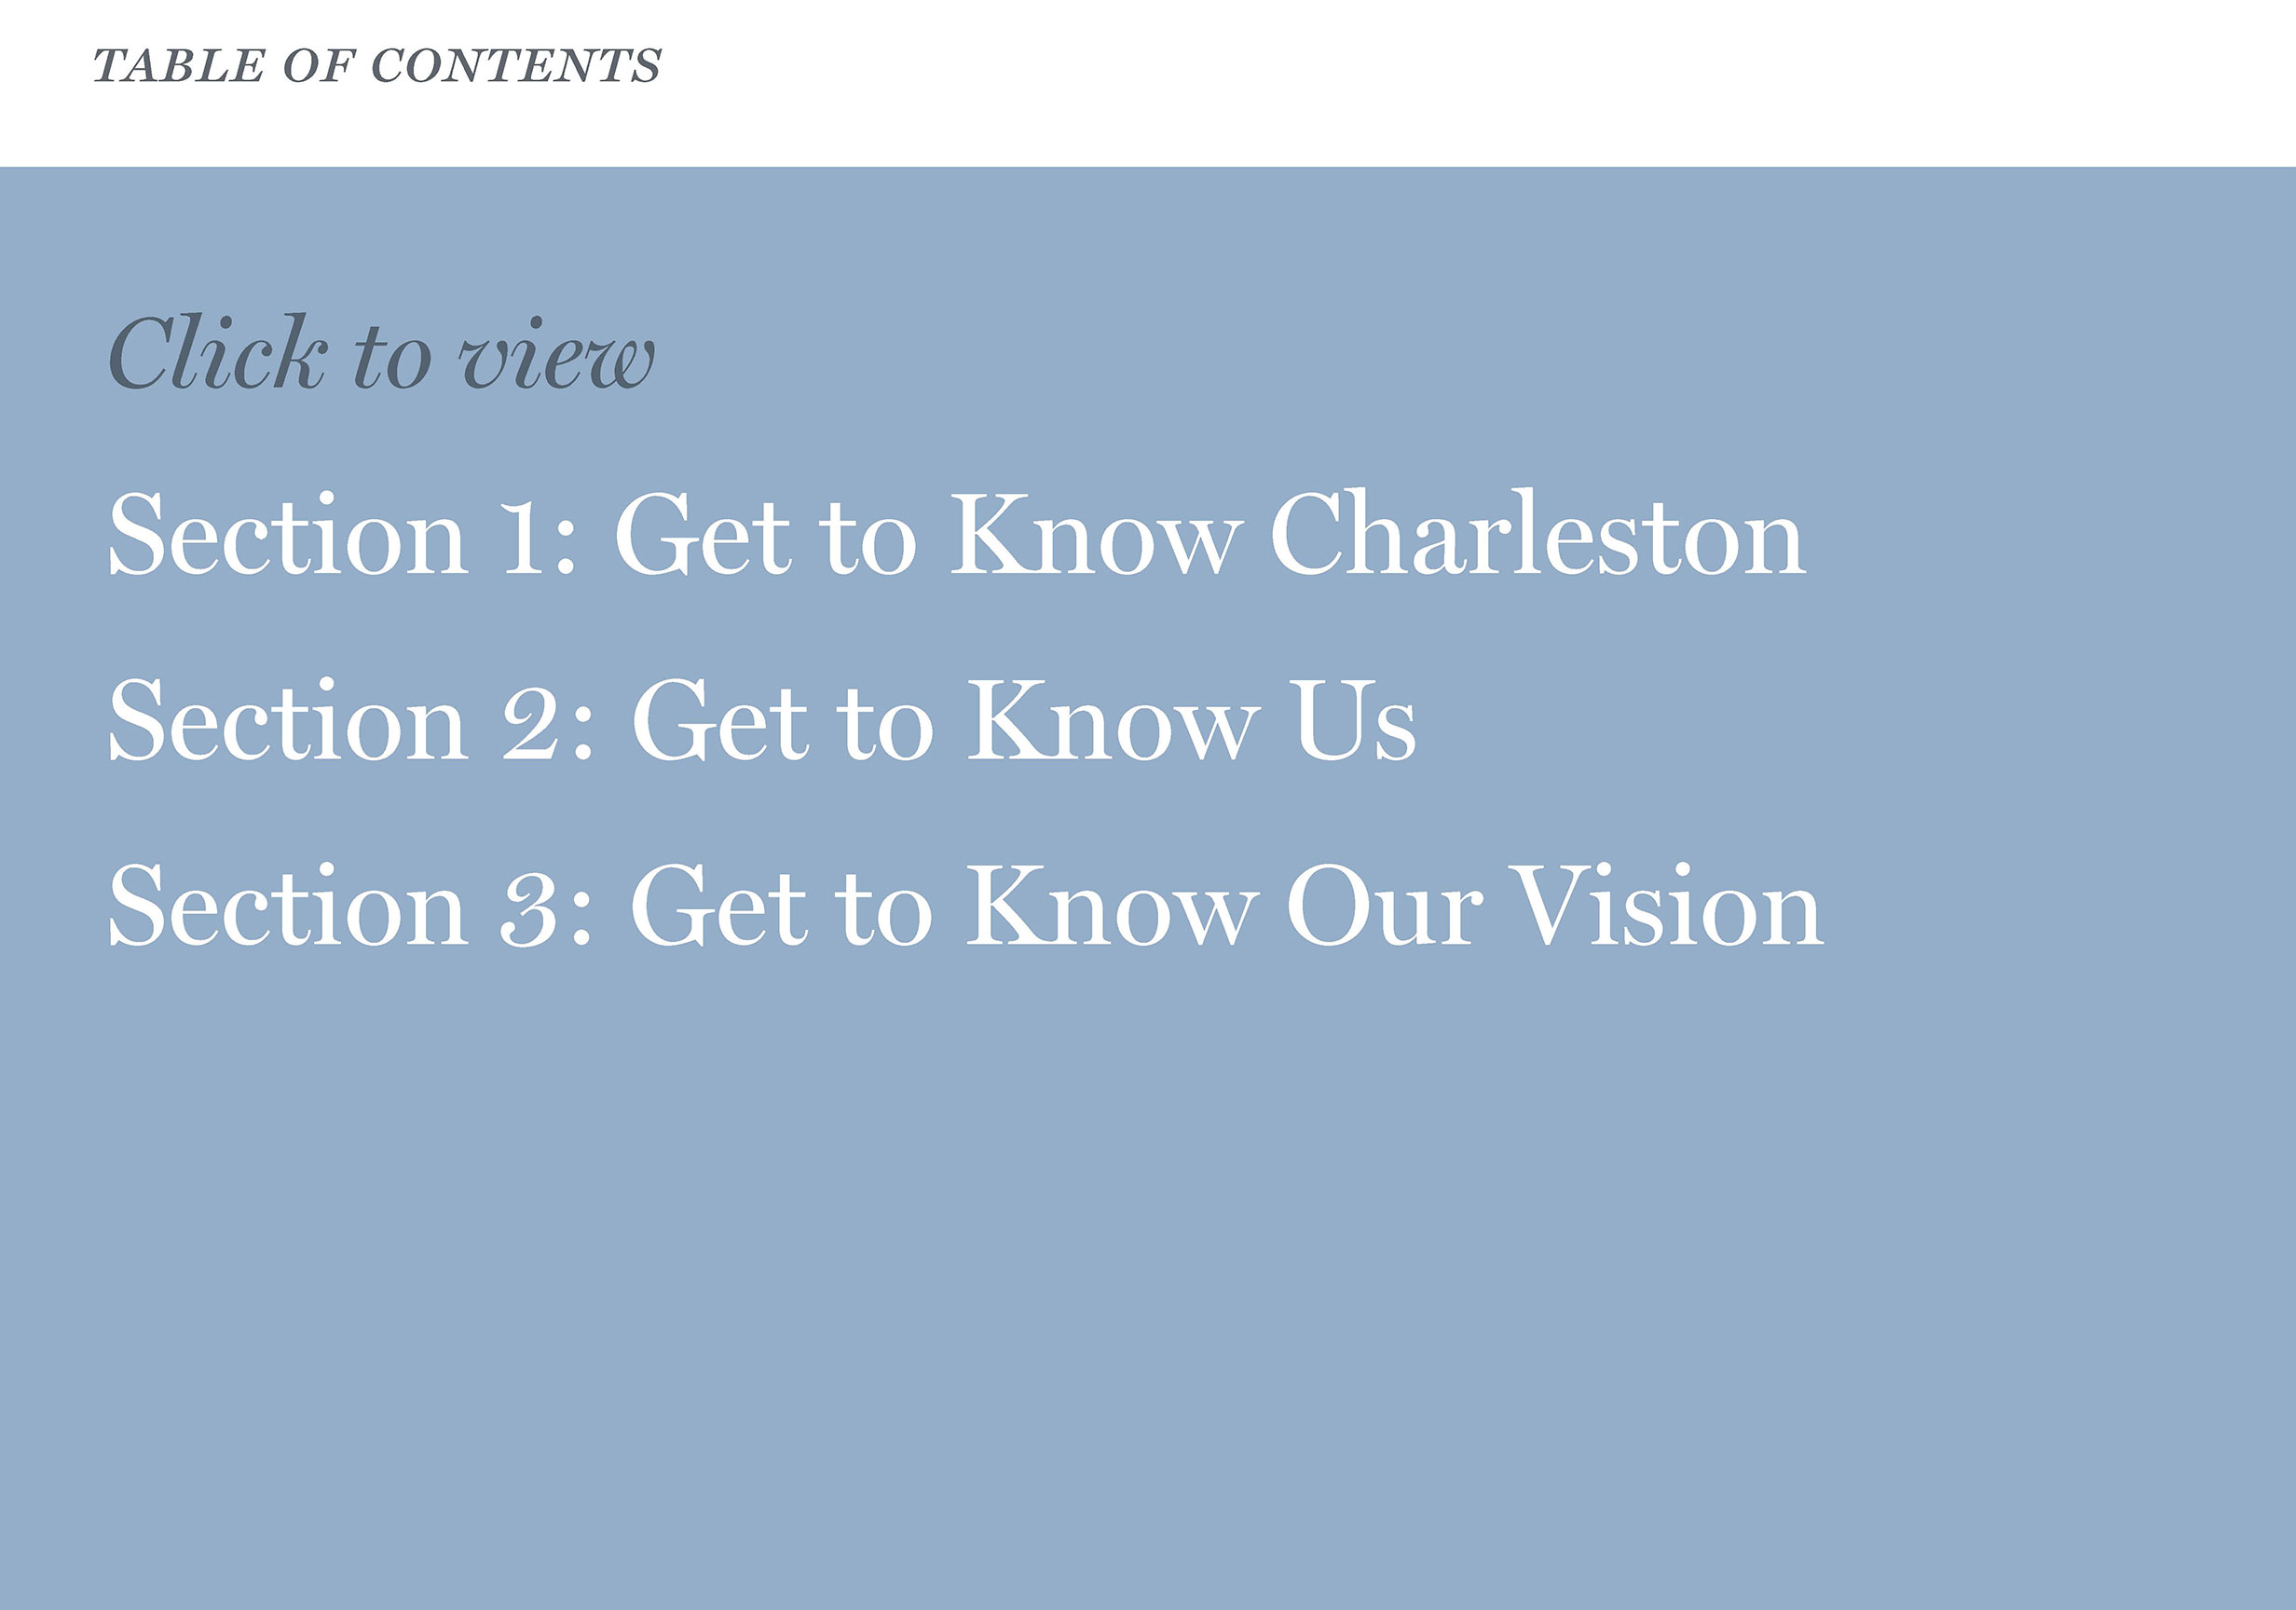 TABLE OF CONTENTS
Click to view
Section 1: Get to Know Charleston
Section 2: Get to Know Us
Section 3: Get to Know Our Vision